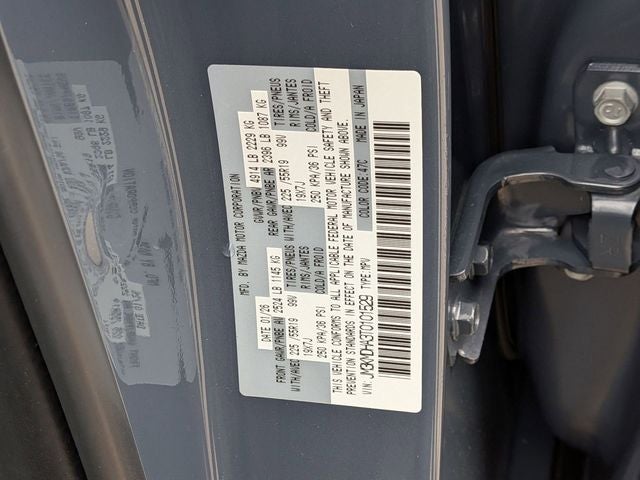 MFD. BY MAZDA MOTOR CORPORATION
DATE 01/26
GVWR/PNBV 4914 LB 2229 KG
FRONT GAWR/PNBE AV 2524 LB 1145 KG
REAR GAWR/PNBE AR 2396 LB 1087 KG
WITH/AVEC 225/55R19 99V TIRES/PNEUS
WITH/AVEC 225/55R19 99V TIRES/PNEUS
19X7J RIMS/JANTES
19X7J RIMS/JANTES
250 KPA/36 PSI COLD/A FROID
250 KPA/36 PSI COLD/A FROID
THIS VEHICLE CONFORMS TO ALL APPLICABLE FEDERAL MOTOR VEHICLE SAFETY AND THEFT
PREVENTION STANDARDS IN EFFECT ON THE DATE OF MANUFACTURE SHOWN ABOVE.
VIN: TYPE: MPV COLOR CODE: 47C MADE IN JAPAN